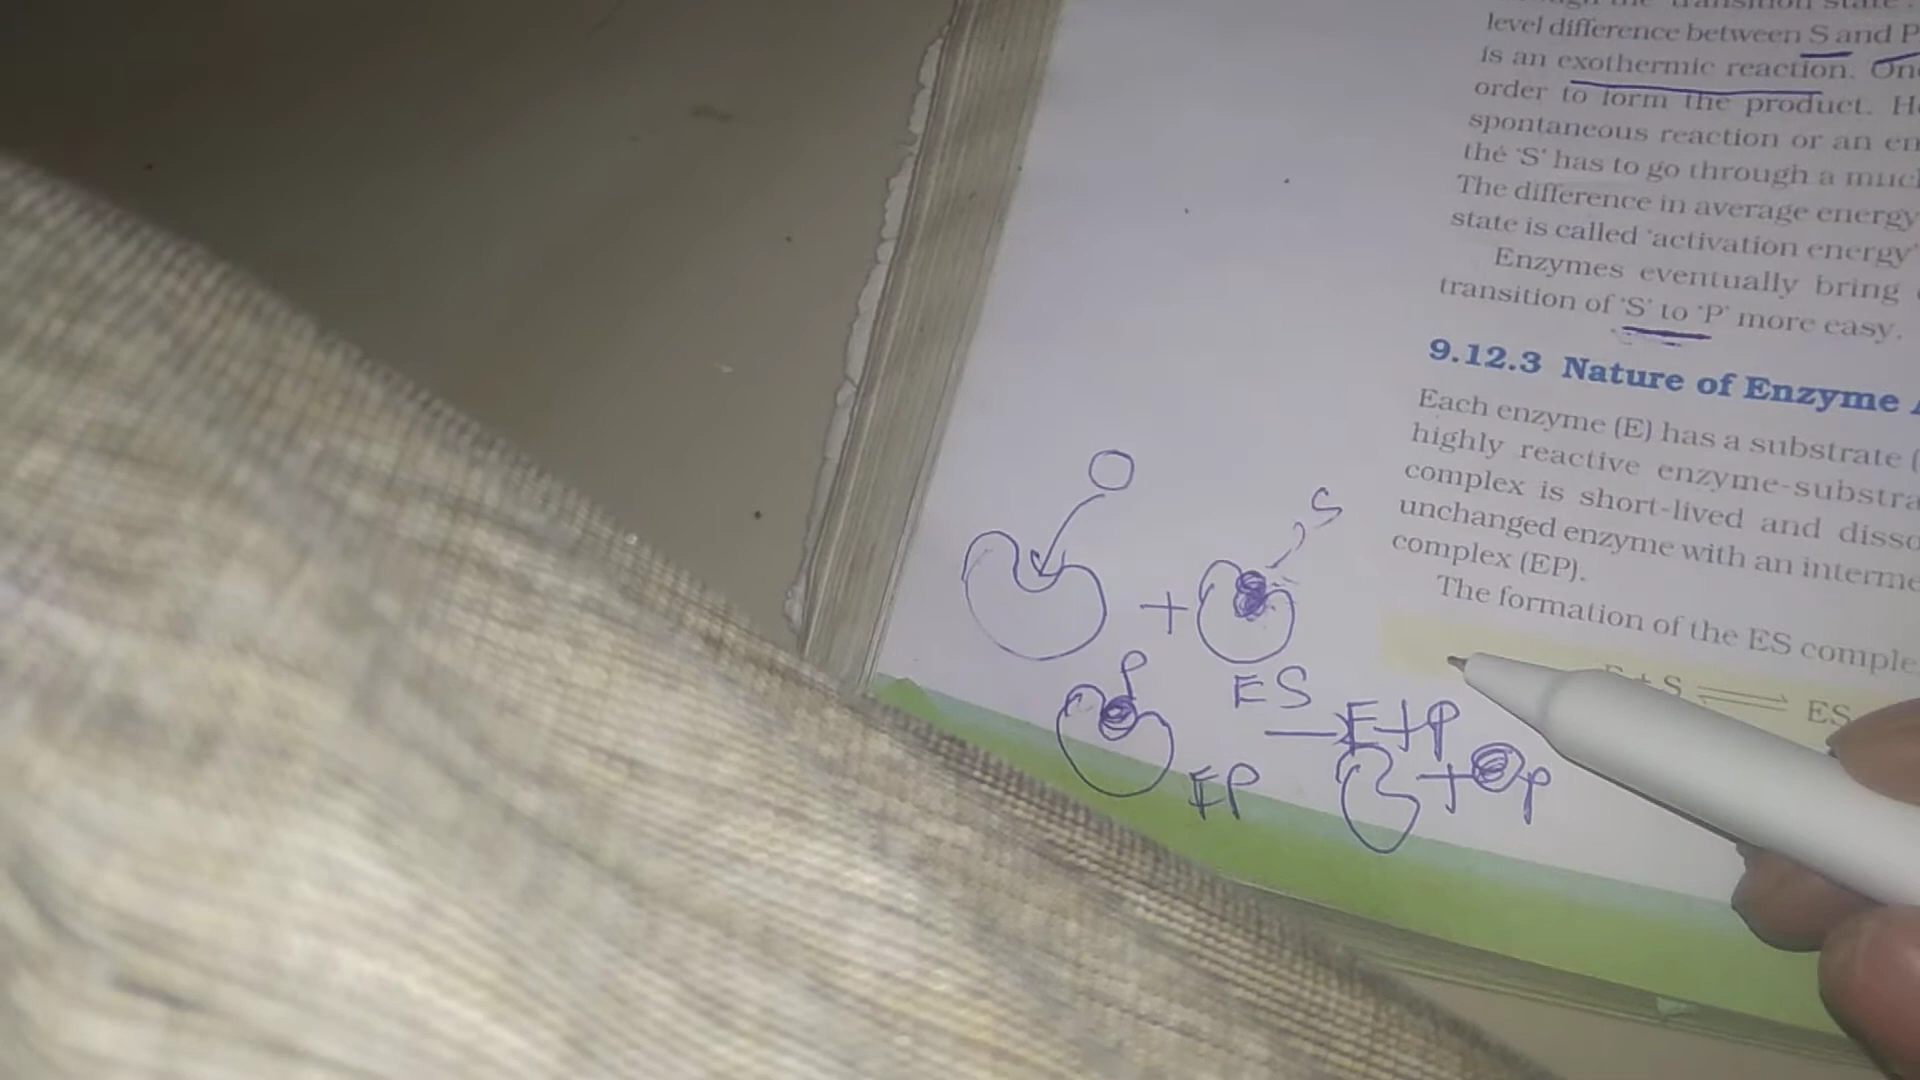 level difference between S and P
is an exothermic reaction. One
order to form the product. H
spontaneous reaction or an en
the 'S' has to go through a much
The difference in average energy
state is called 'activation energy'
Enzymes eventually bring
transition of 'S' to 'P' more easy.
9.12.3 Nature of Enzyme A
Each enzyme (E) has a substrate (
highly reactive enzyme-substra
complex is short-lived and disso
unchanged enzyme with an interme
complex (EP).
The formation of the ES comple
E + S ⇌ ES
S
+
ES
P
EP
→ E+P
+ P